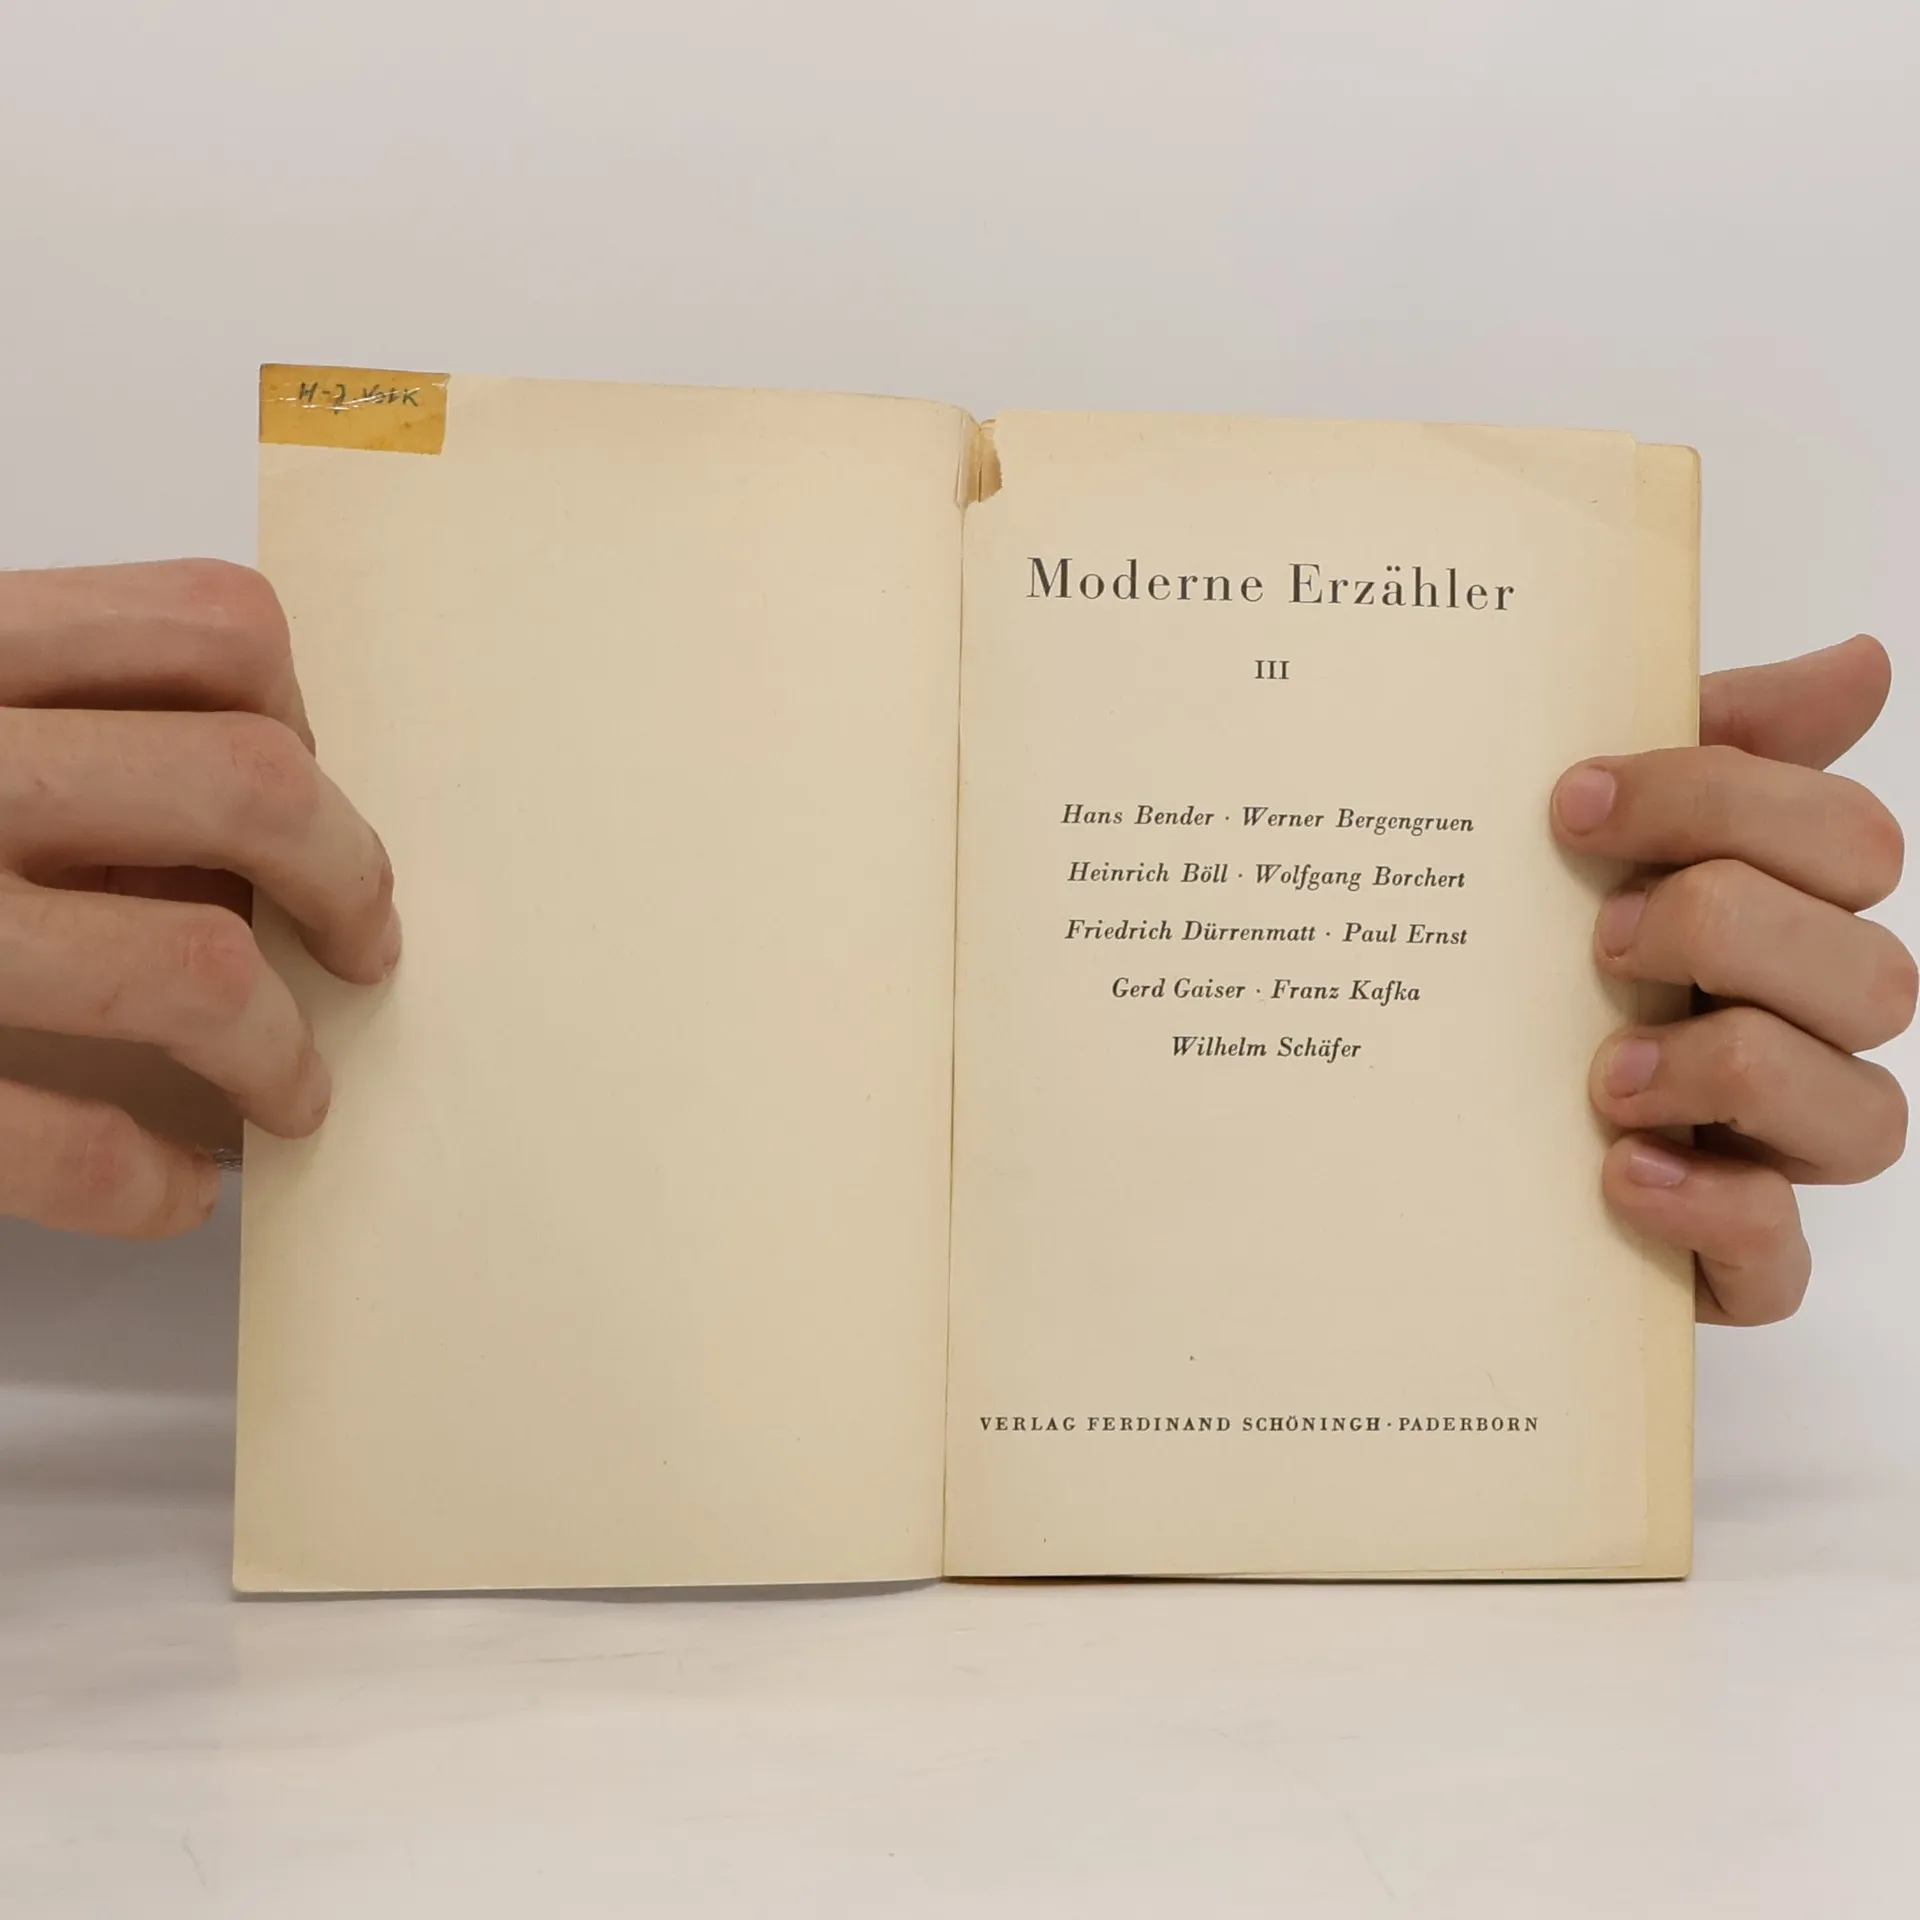 Moderne Erzähler
III
Hans Bender · Werner Bergengruen
Heinrich Böll · Wolfgang Borchert
Friedrich Dürrenmatt · Paul Ernst
Gerd Gaiser · Franz Kafka
Wilhelm Schäfer
VERLAG FERDINAND SCHÖNINGH · PADERBORN